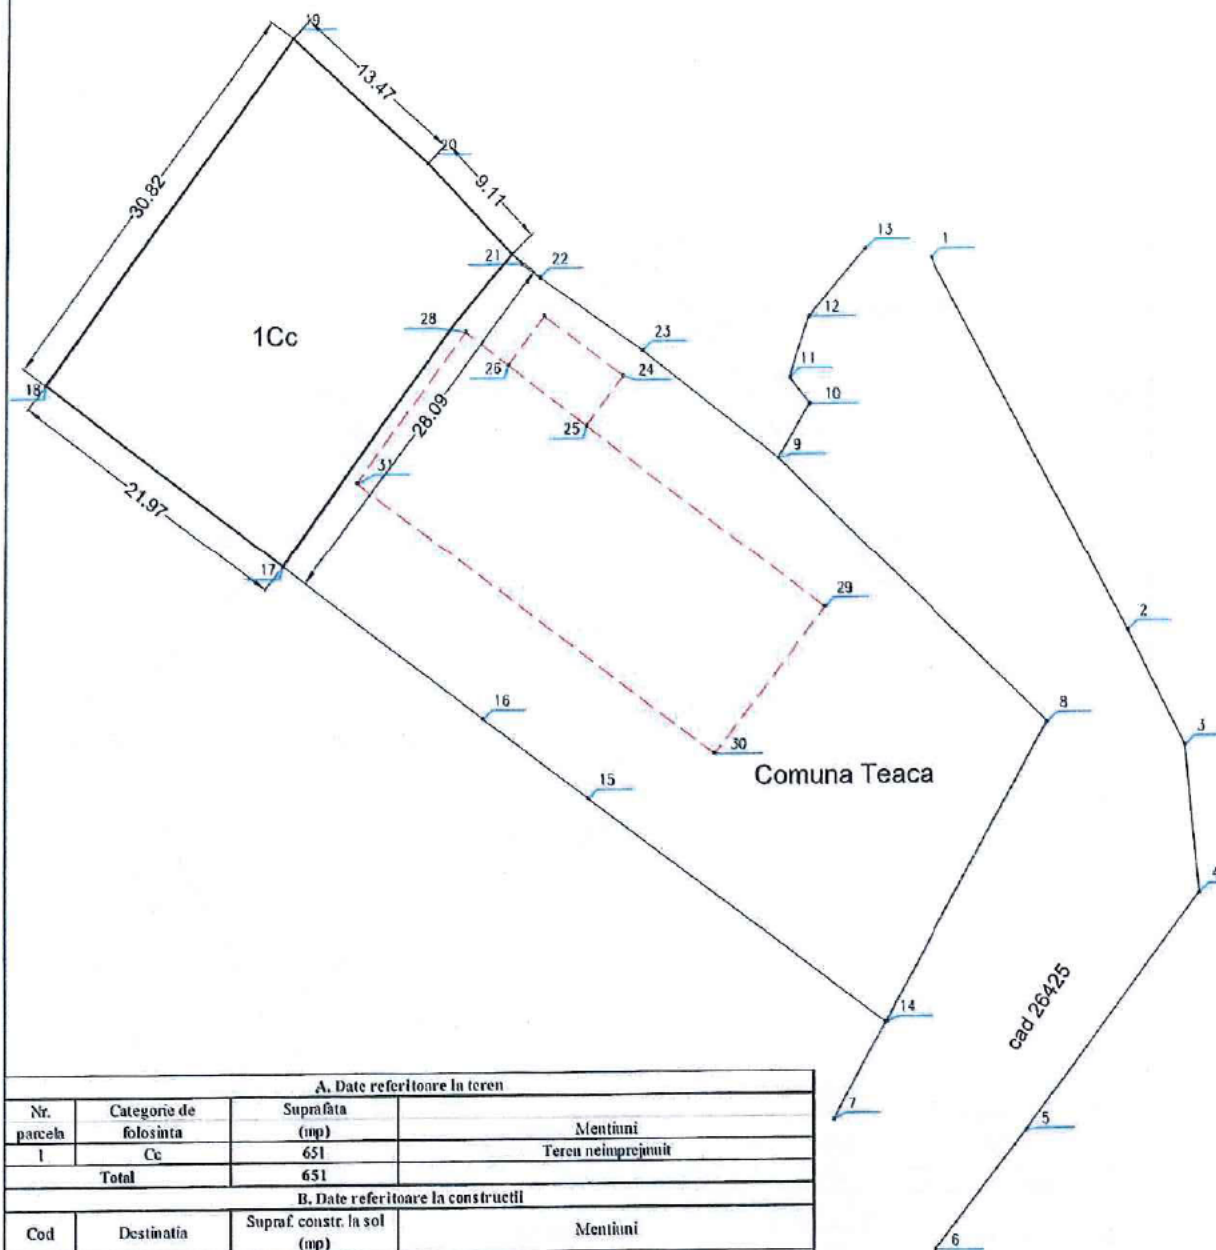 19
13.47
20
9.11
30.82
13
1
21
22
12
28
1Cc
23
11
26
24
18
10
28.09
25
9
31
21.97
17
29
2
16
8
3
30
Comuna Teaca
15
4
14
cad 26425
7
5
6
A. Date referitoare la teren
Nr. parcela
Categorie de folosinta
Suprafata (mp)
Mentiuni
1 Cc 651 Teren neimprejmuit
Total 651
B. Date referitoare la constructii
Cod
Destinatia
Supraf. constr. la sol (mp)
Mentiuni